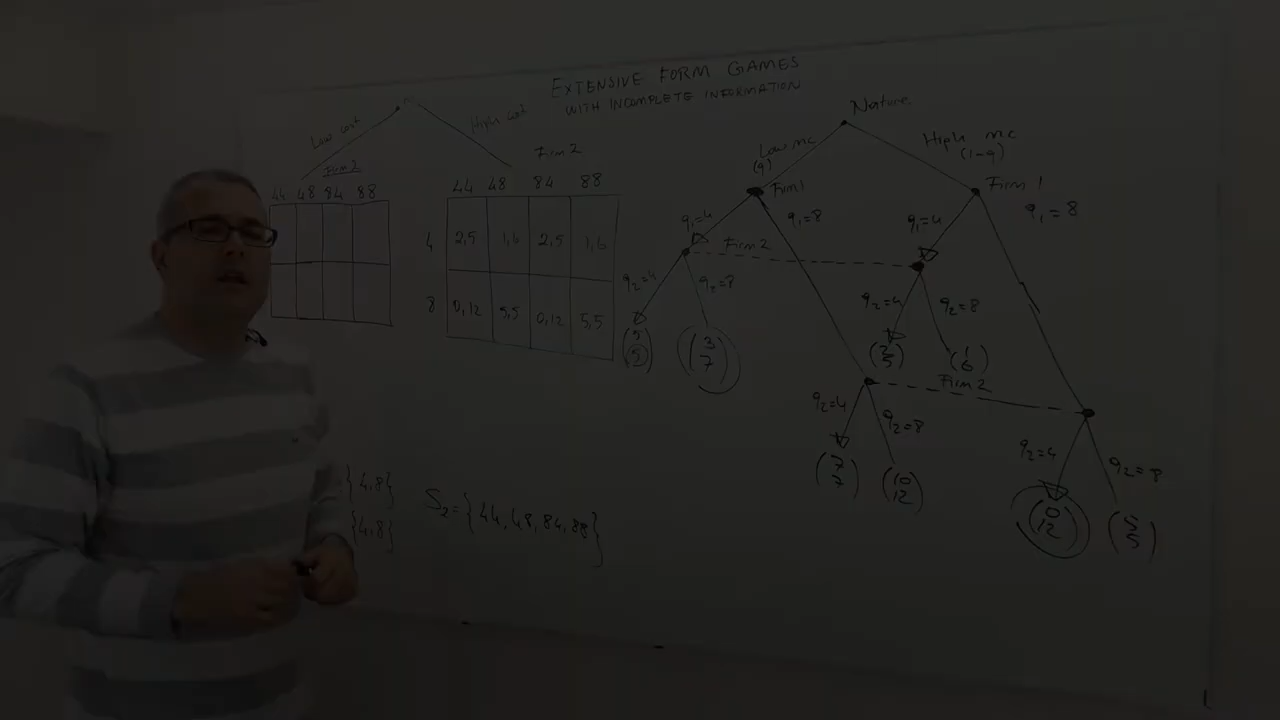 EXTENSIVE FORM GAMES
WITH INCOMPLETE INFORMATION
Low cost
High cost
Firm 2
44 48 84 88
Firm 2
44 48 84 88
4
2,5 1,6 2,5 1,6
8
0,12 5,5 0,12 5,5
{4,8}
{4,8}
S2={44,48,84,88}
Nature
Low mc
(q)
High mc
(1-q)
Firm 1
Firm 1
q1=4
q1=8
q1=4
q1=8
Firm 2
q2=4
q2=8
q2=4
q2=8
5
5
3
7
2
5
1
6
Firm 2
q2=4
q2=8
q2=4
q2=8
7
7
10
12
0
12
5
5